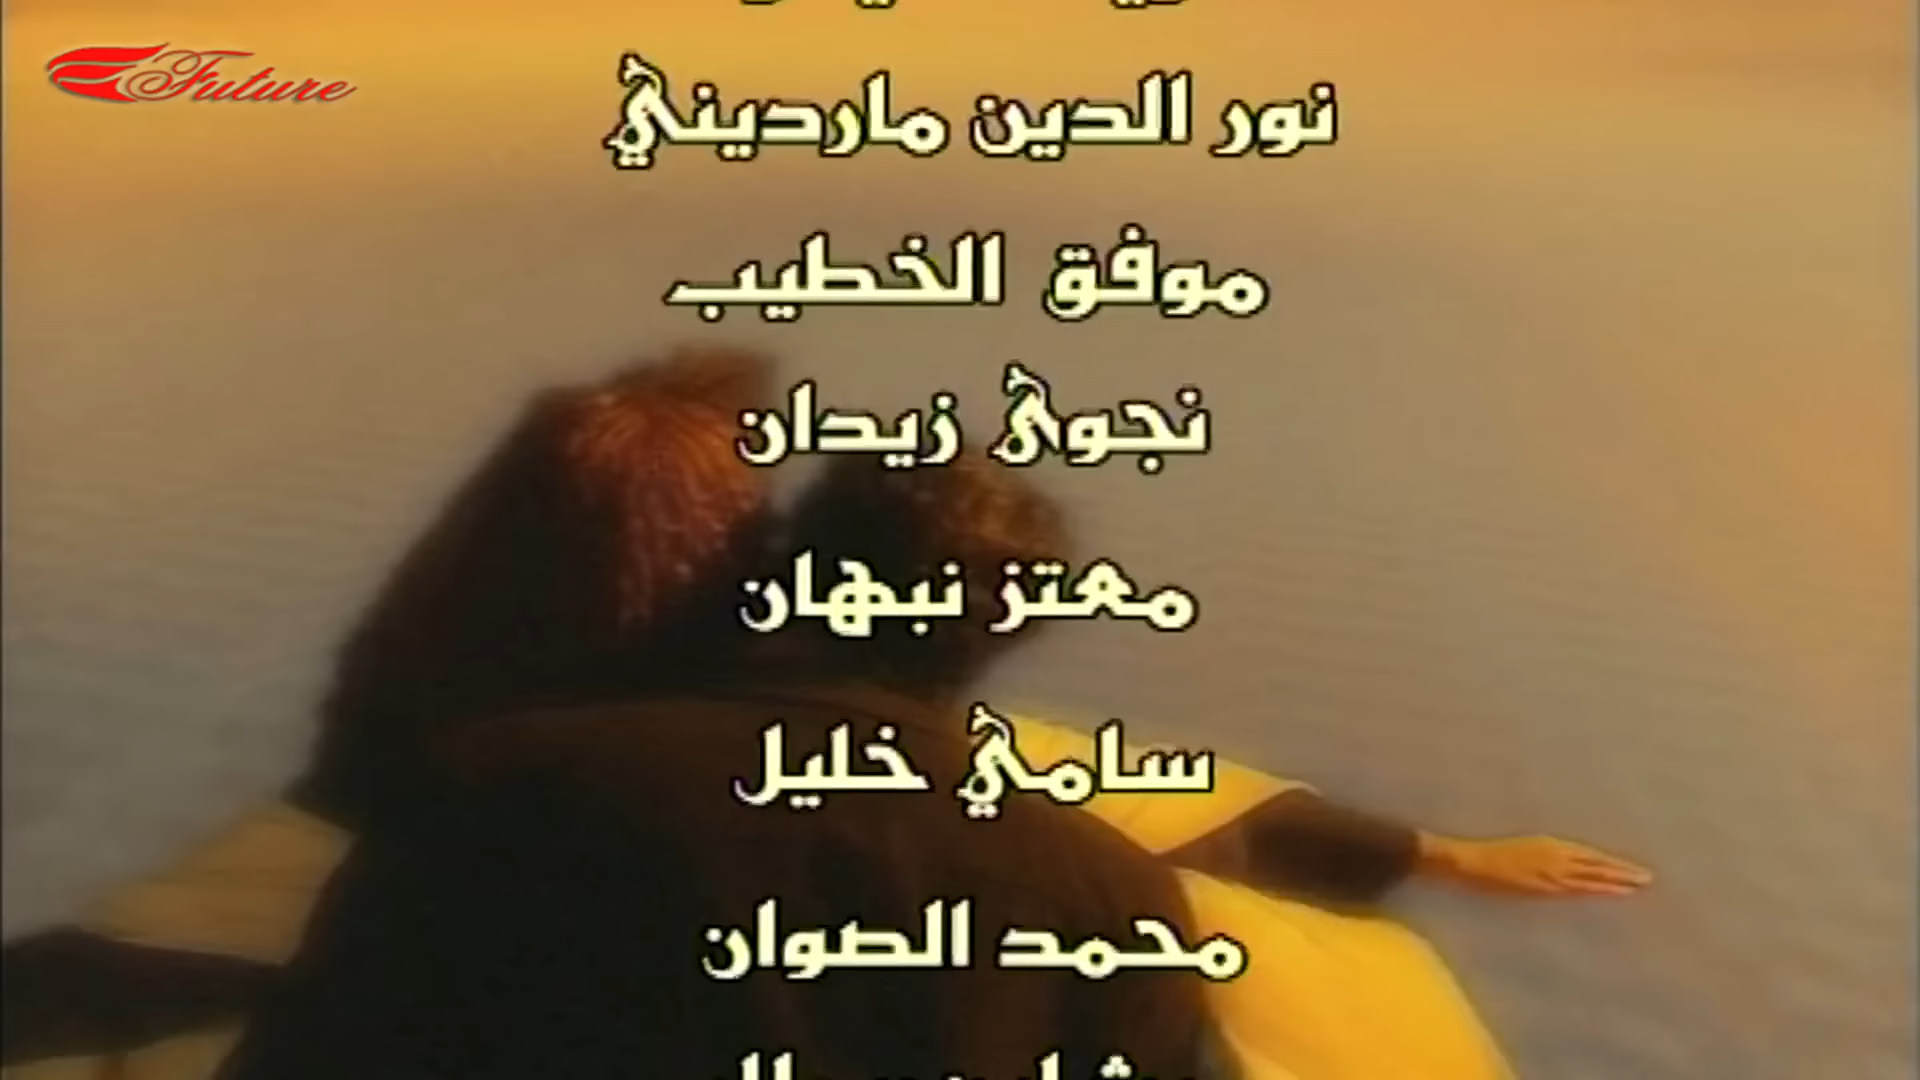 Future
نور الدين مارديني
موفق الخطيب
نجوى زيدان
معتز نبهان
سامي خليل
محمد الصوان